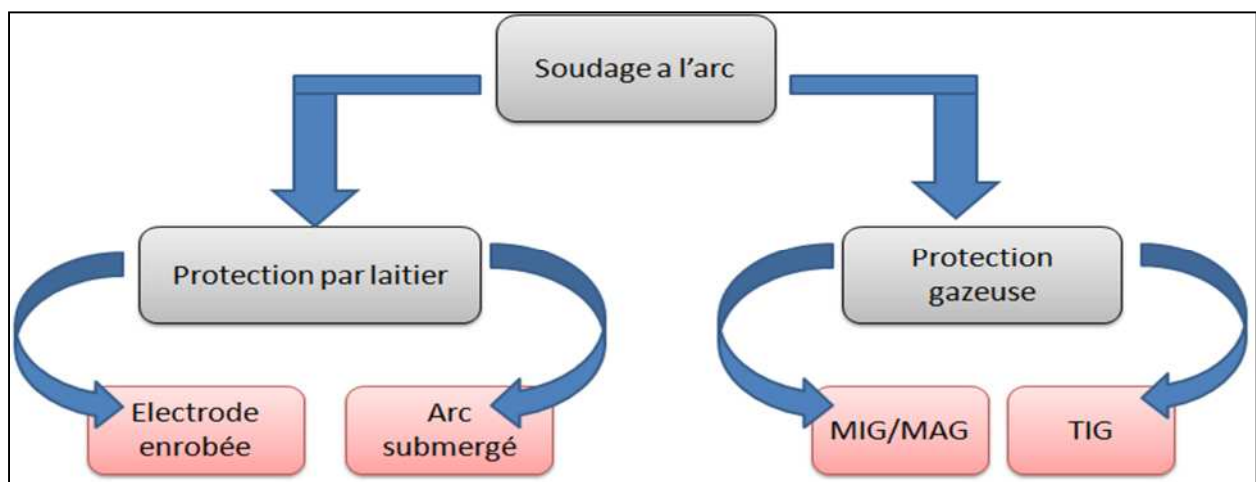 Soudage a l'arc
Protection par laitier
Protection
gazeuse
Electrode
enrobée
Arc
submergé
MIG/MAG
TIG